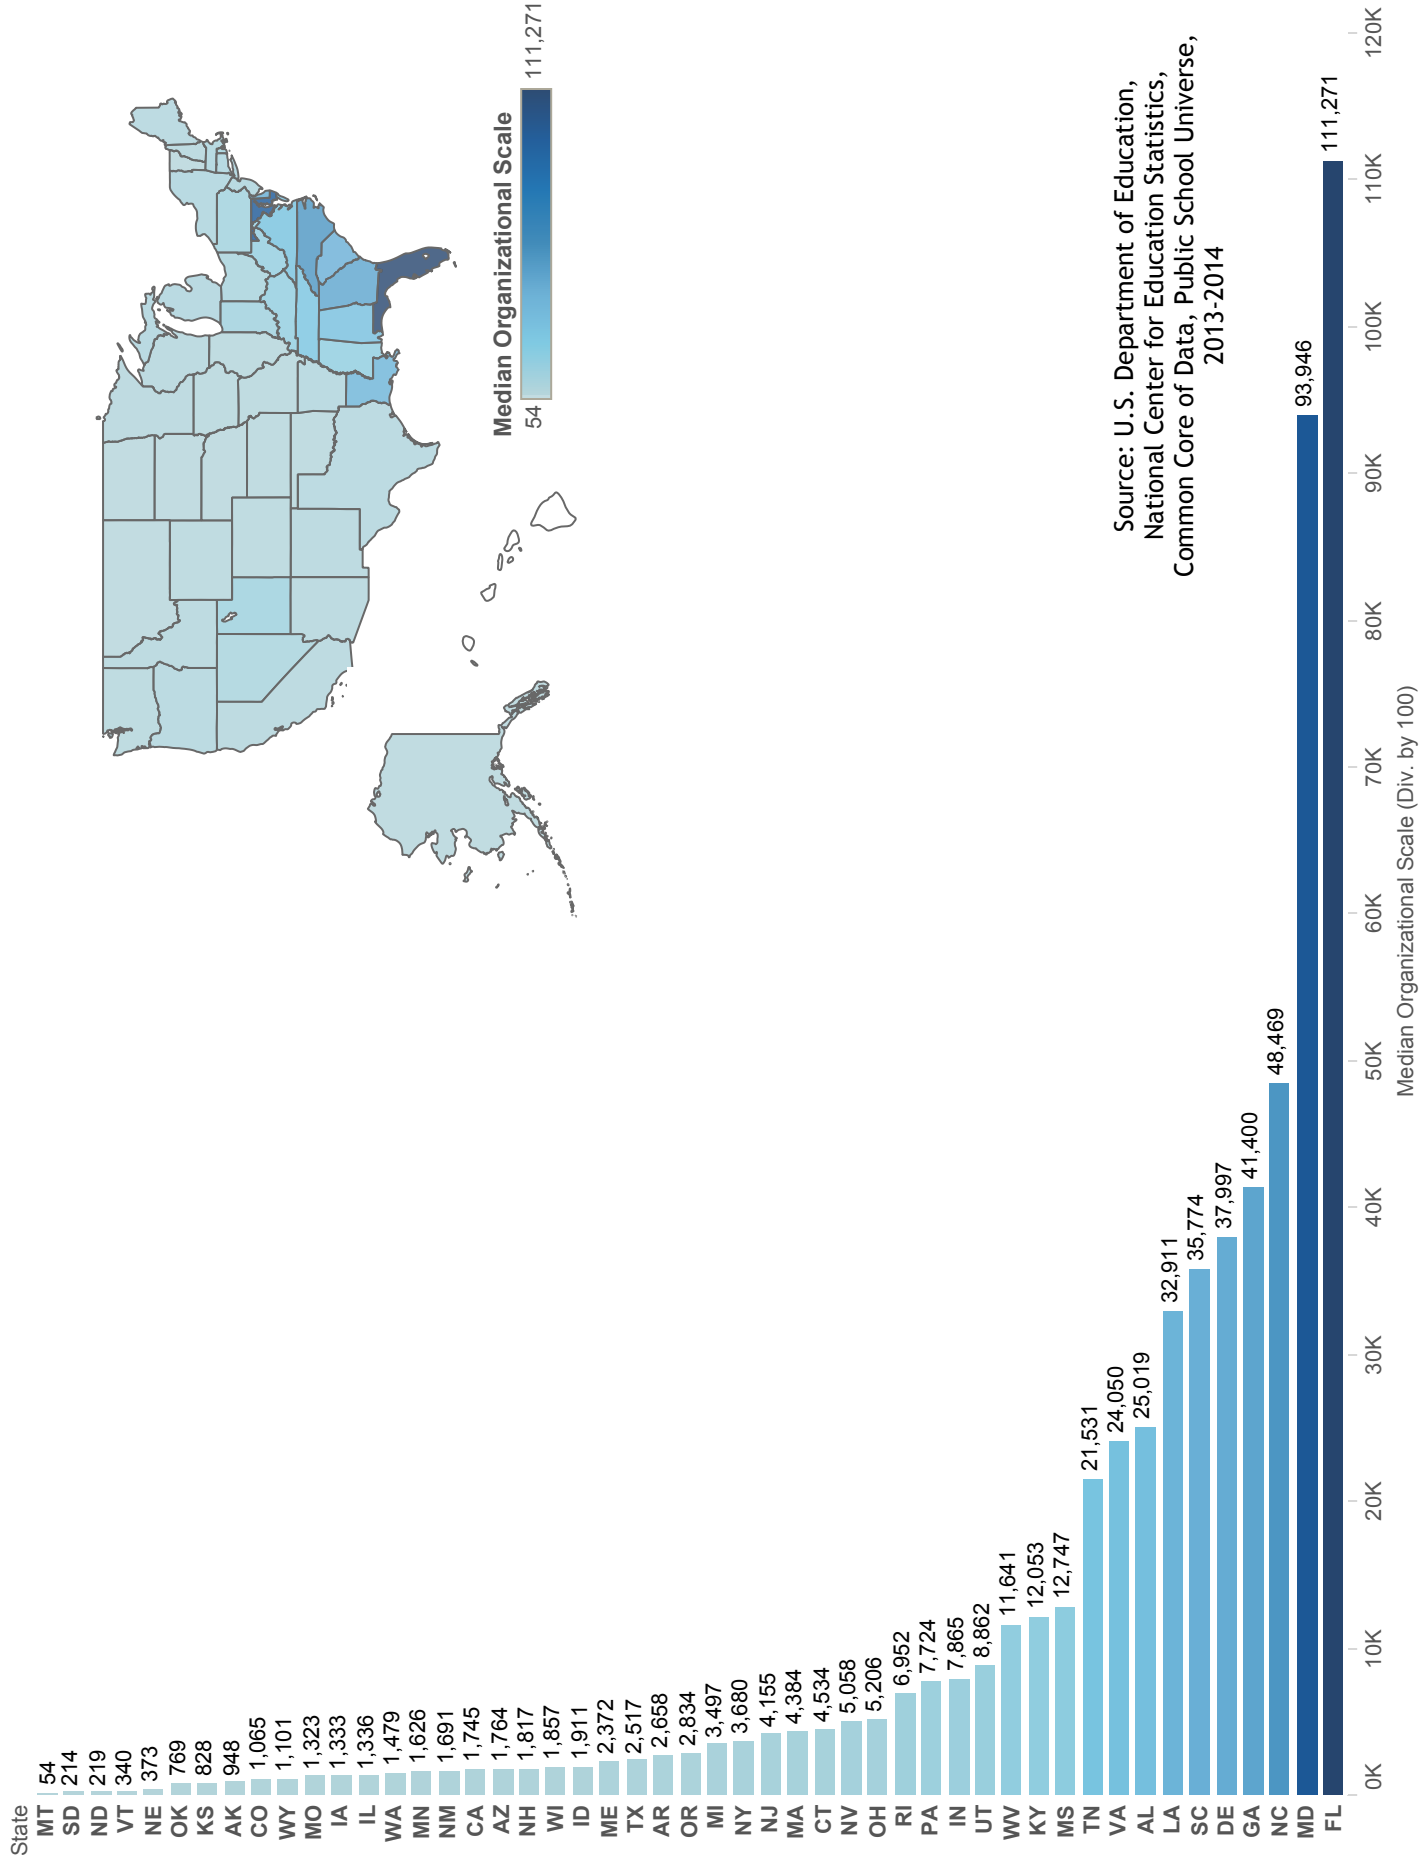 State
MT 54
SD 214
ND 219
VT 340
NE 373
OK 769
KS 828
AK 948
CO 1,065
WY 1,101
MO 1,323
IA 1,333
IL 1,336
WA 1,479
MN 1,626
NM 1,691
CA 1,745
AZ 1,764
NH 1,817
WI 1,857
ID 1,911
ME 2,372
TX 2,517
AR 2,658
OR 2,834
MI 3,497
NY 3,680
NJ 4,155
MA 4,384
CT 4,534
NV 5,058
OH 5,206
RI 6,952
PA 7,724
IN 7,865
UT 8,862
WV 11,641
KY 12,053
MS 12,747
TN 21,531
VA 24,050
AL 25,019
LA 32,911
SC 35,774
DE 37,997
GA 41,400
NC 48,469
MD 93,946
FL 111,271
0K 10K 20K 30K 40K 50K 60K 70K 80K 90K 100K 110K 120K
Median Organizational Scale (Div. by 100)
Median Organizational Scale
54 111,271
Source: U.S. Department of Education,
National Center for Education Statistics,
Common Core of Data, Public School Universe,
2013-2014